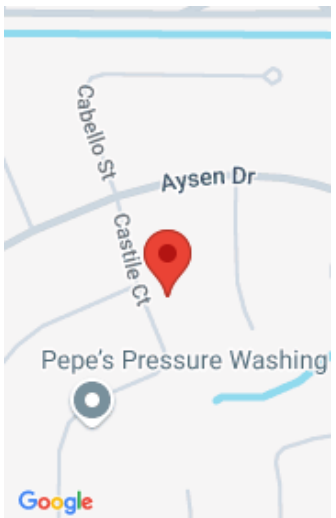 Cabello St
Aysen Dr
Castile Ct
Pepe's Pressure Washing
Google